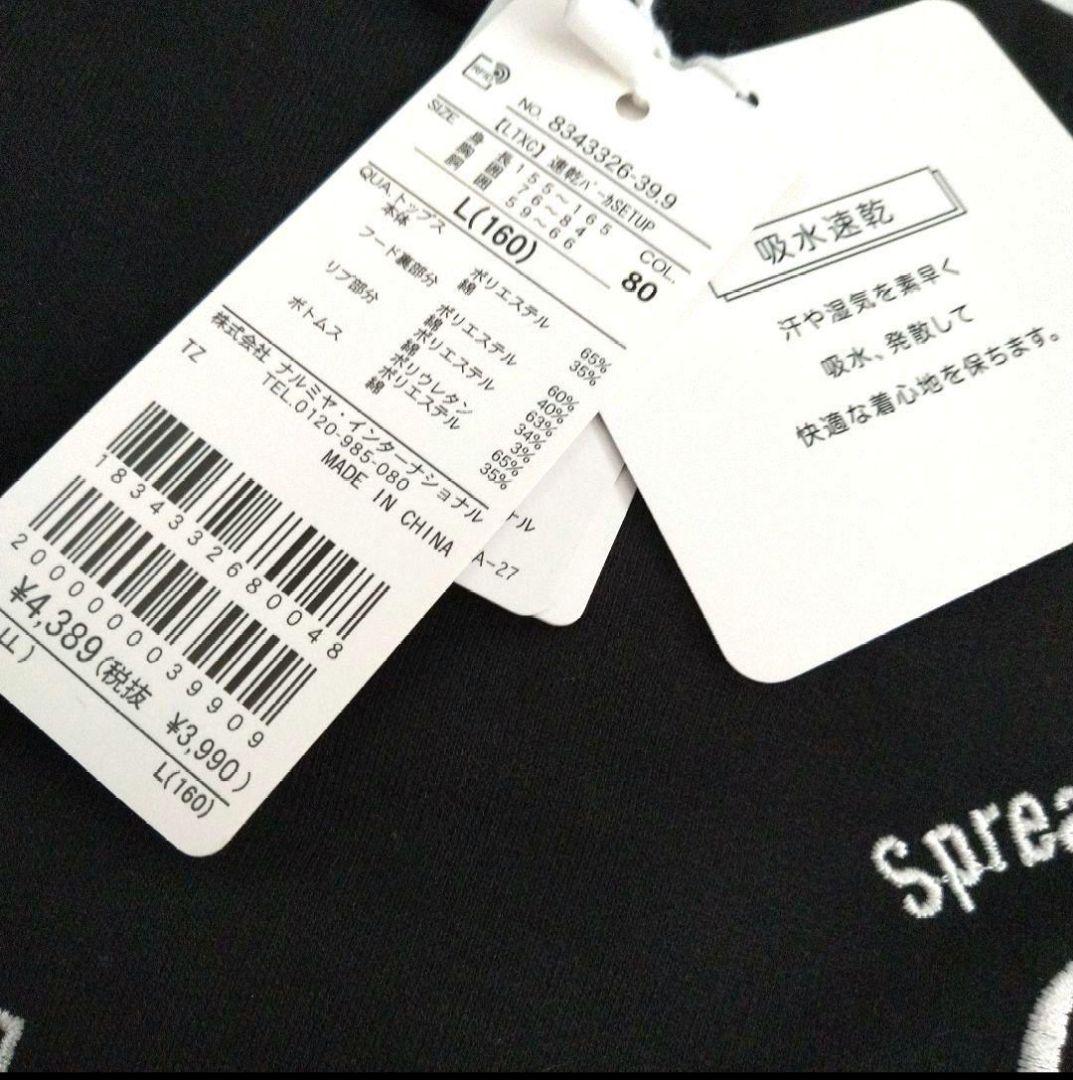 RFID
NO. 8343326-39.9
【LTXC】速乾ﾊﾟｰｶSETUP
SIZE
身長 155~165
胸囲 76~84
胴囲 59~66
L(160)
COL.
80
QUA.トップス
本体 ポリエステル 65%
綿 35%
フード裏部分 ポリエステル 60%
綿 40%
リブ部分 ポリエステル 63%
綿 34%
ポリウレタン 3%
ボトムス ポリエステル 65%
綿 35%
株式会社 ナルミヤ・インターナショナル
TEL.0120-985-080
TZ
MADE IN CHINA
1834332680048
2000000039909
¥4,389(税抜 ¥3,990)
L(160)
ナル
A-27
吸水速乾
汗や湿気を素早く
吸水、発散して
快適な着心地を保ちます。
Sprea